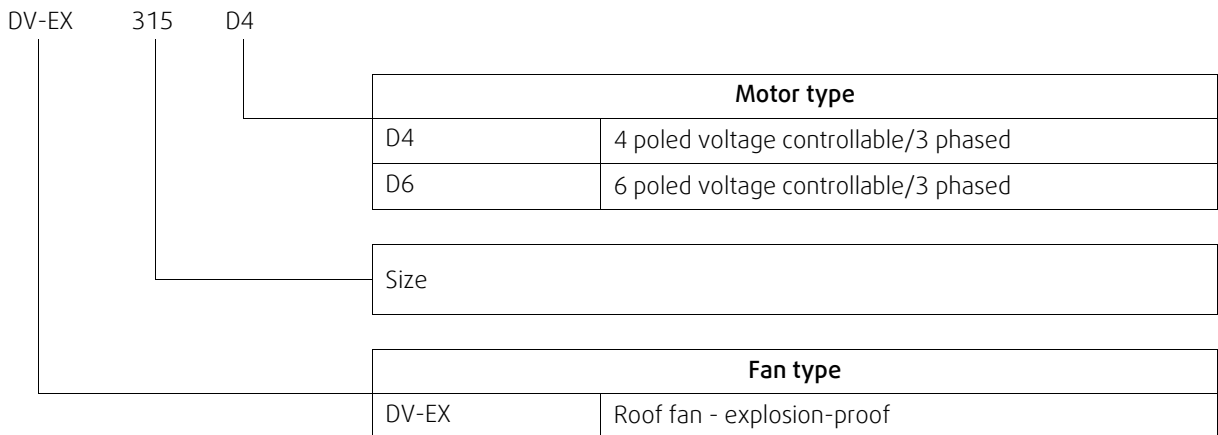 DV-EX 315 D4
Motor type
D4 4 poled voltage controllable/3 phased
D6 6 poled voltage controllable/3 phased
Size
Fan type
DV-EX Roof fan - explosion-proof